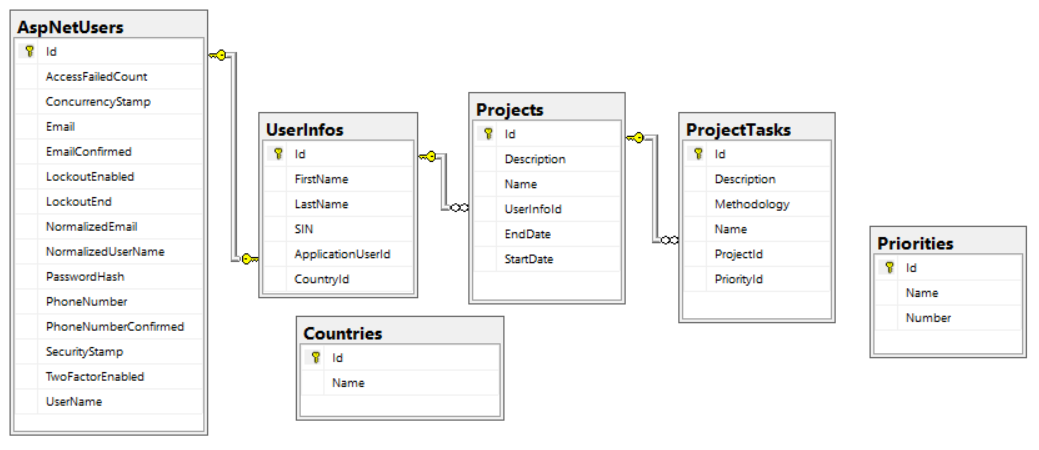 AspNetUsers
Id
AccessFailedCount
ConcurrencyStamp
Email
EmailConfirmed
LockoutEnabled
LockoutEnd
NormalizedEmail
NormalizedUserName
PasswordHash
PhoneNumber
PhoneNumberConfirmed
SecurityStamp
TwoFactorEnabled
UserName
UserInfos
Id
FirstName
LastName
SIN
ApplicationUserId
CountryId
Countries
Id
Name
Projects
Id
Description
Name
UserInfoId
EndDate
StartDate
ProjectTasks
Id
Description
Methodology
Name
ProjectId
PriorityId
Priorities
Id
Name
Number